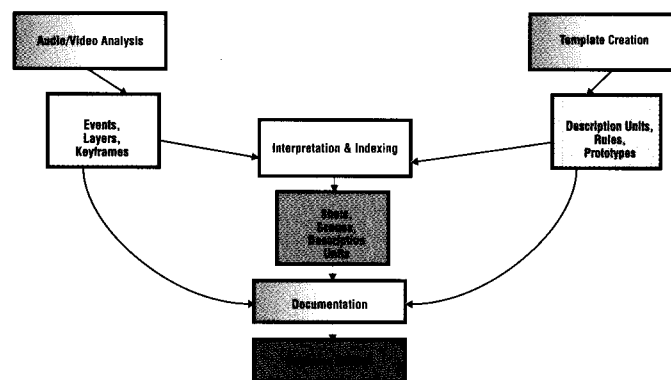 Audio/Video Analysis
Template Creation
Events,
Layers,
Keyframes
Interpretation & Indexing
Description Units,
Rules,
Prototypes
Shots,
Scenes,
Description
Units
Documentation